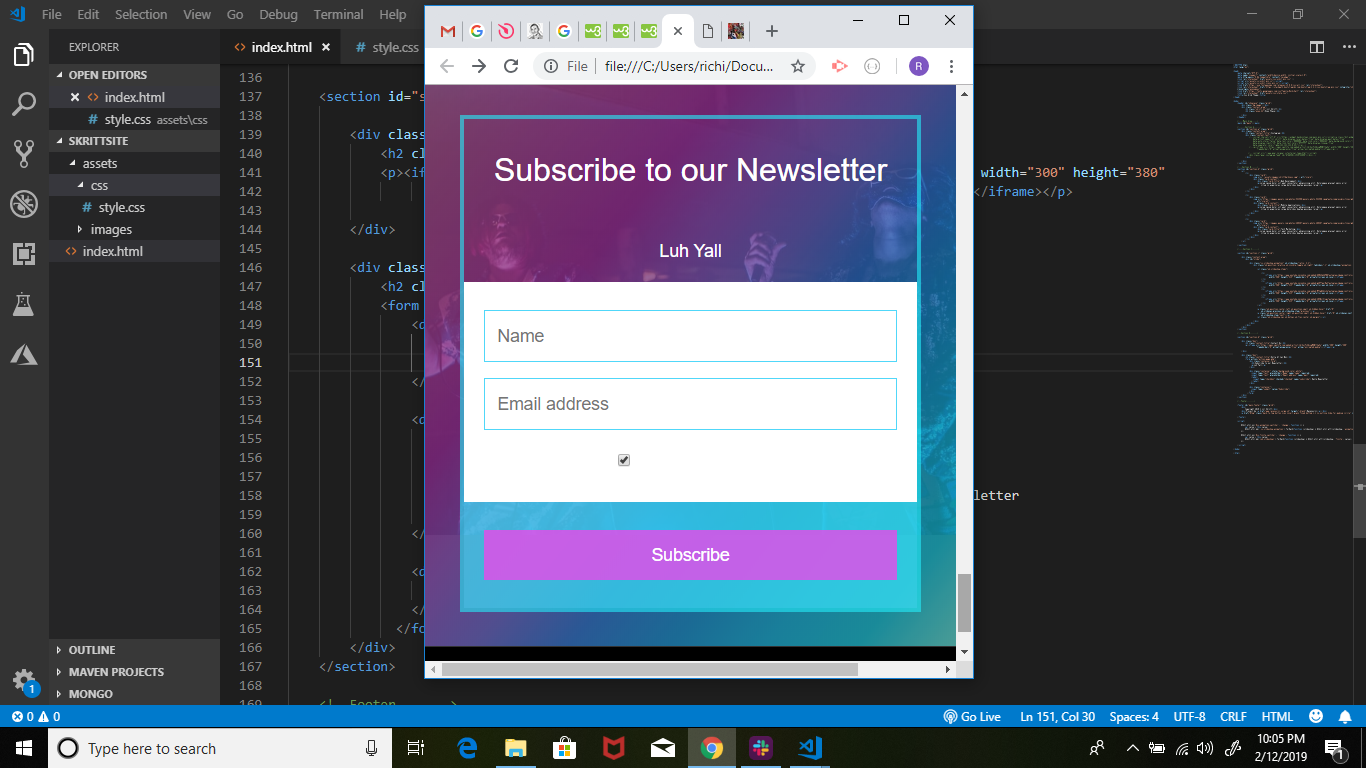 File Edit Selection View Go Debug Terminal Help
EXPLORER
OPEN EDITORS
index.html
style.css assets\css
SKRITTSITE
assets
css
style.css
images
index.html
OUTLINE
MAVEN PROJECTS
MONGO
index.html
style.css
136
137 <section id="s
138
139 <div class
140 <h2 cl
141 <p><if width="300" height="380"
142 </iframe></p>
143
144 </div>
145
146 <div class
147 <h2 cl
148 <form
149 <d
150
151
152 </
153
154 <d
155
156
157
158 letter
159
160 </
161
162 <d
163
164 </
165 </fo
166 </div>
167 </section>
168
169 <!-- Footer
File file:///C:/Users/richi/Docu...
R
Subscribe to our Newsletter
Luh Yall
Name
Email address
Subscribe
0 0
Go Live Ln 151, Col 30 Spaces: 4 UTF-8 CRLF HTML
1
Type here to search
10:05 PM
2/12/2019
1